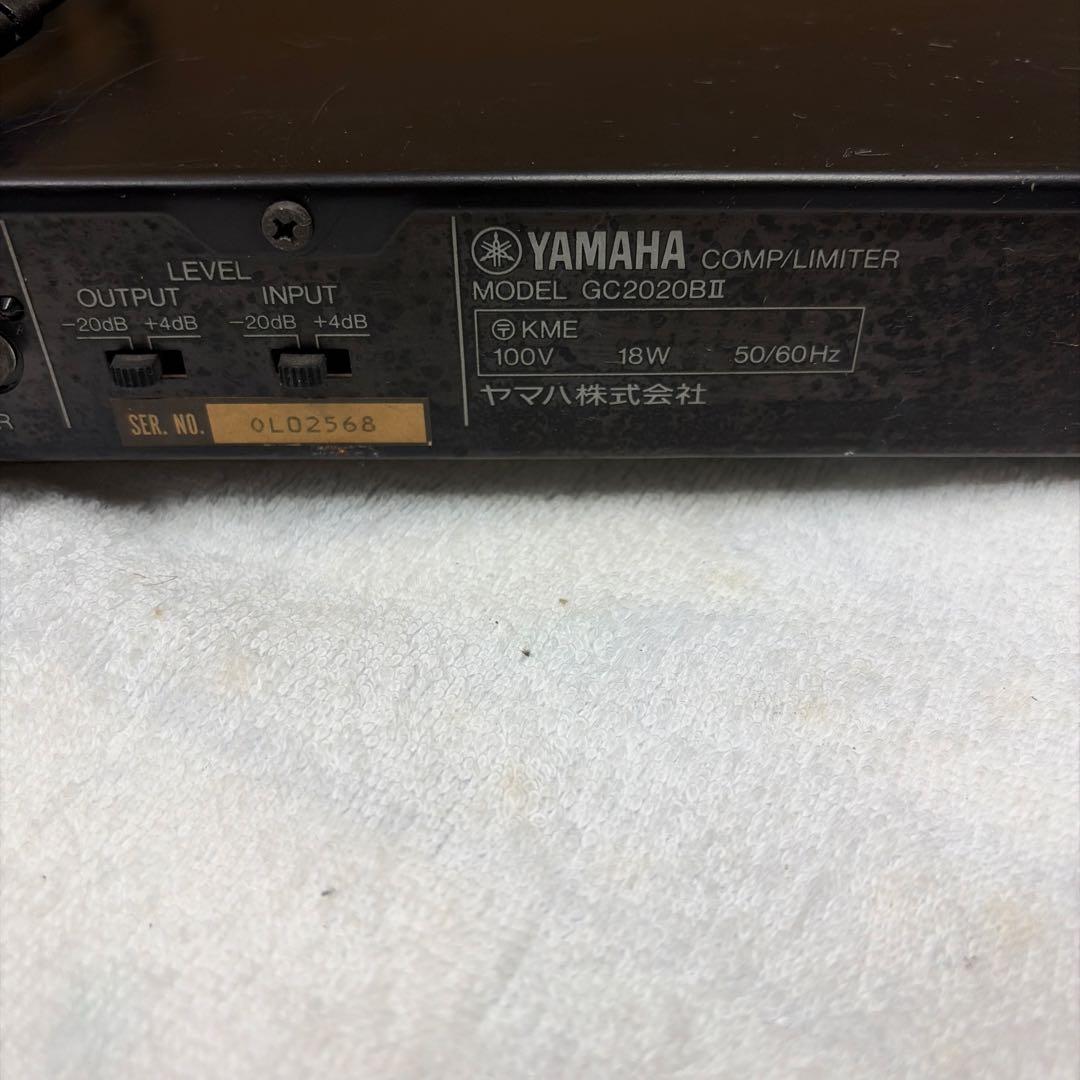 LEVEL
OUTPUT INPUT
-20dB +4dB -20dB +4dB
R
SER. NO. OLO2568
YAMAHA COMP/LIMITER
MODEL GC2020BII
〶 KME
100V 18W 50/60Hz
ヤマハ株式会社